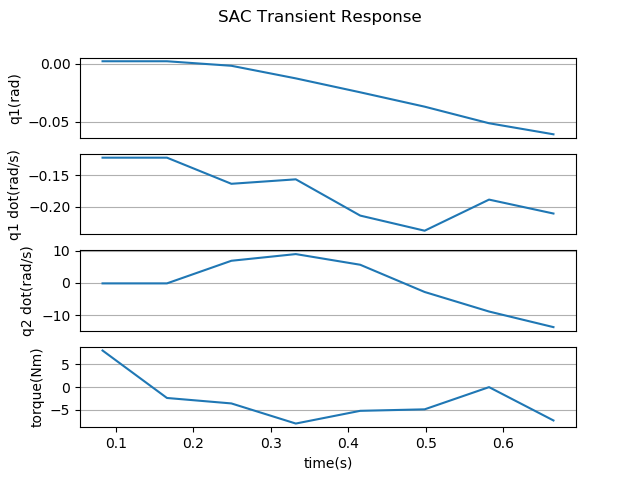 SAC Transient Response
q1(rad)
0.00
−0.05
q1 dot(rad/s)
−0.15
−0.20
q2 dot(rad/s)
10
0
−10
torque(Nm)
5
0
−5
0.1 0.2 0.3 0.4 0.5 0.6
time(s)